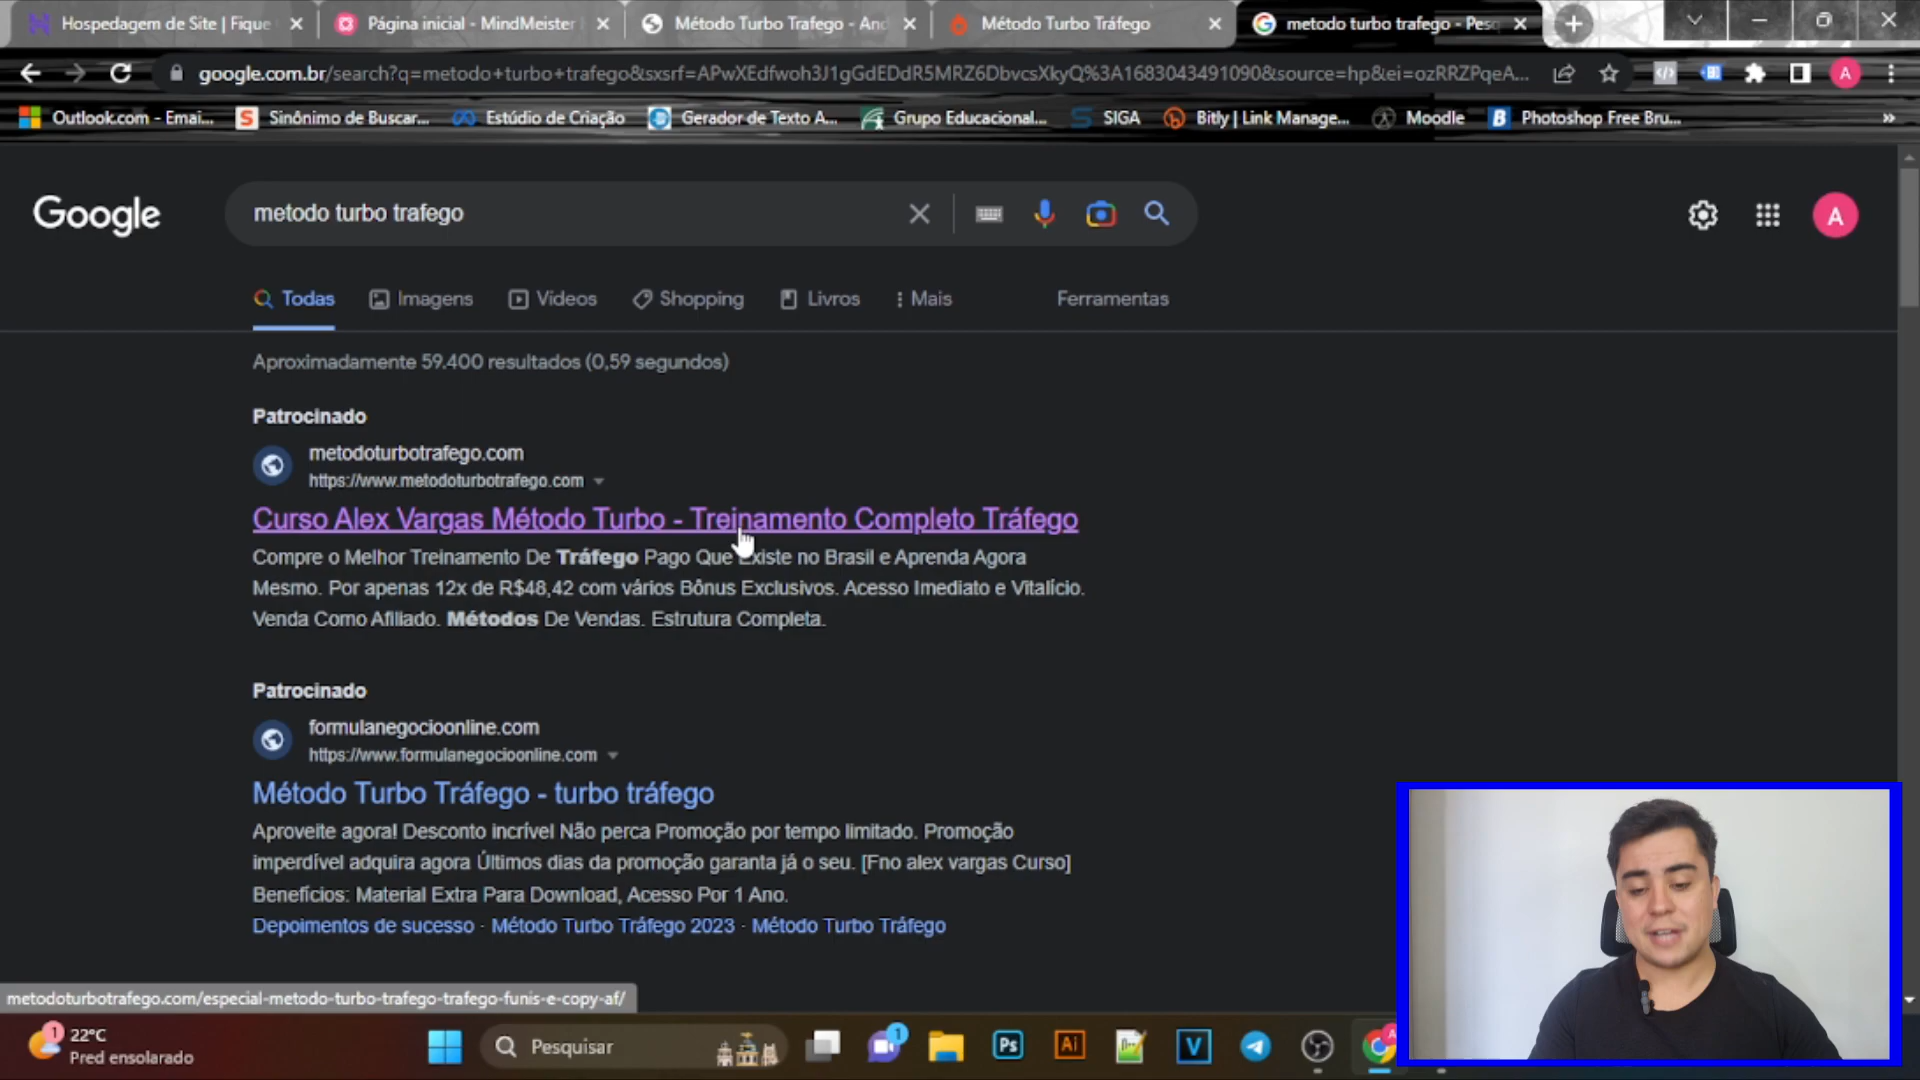 Hospedagem de Site | Fique
Página inicial - MindMeister
Método Turbo Trafego - And
Método Turbo Tráfego
metodo turbo trafego - Pesq
google.com.br/search?q=metodo+turbo+trafego&sxsrf=APwXEdfwoh3J1gGdEDdR5MRZ6DbvcsXkyQ%3A1683043491090&source=hp&ei=ozRRZPqeA...
A
Outlook.com - Emai...
Sinônimo de Buscar...
Estúdio de Criação
Gerador de Texto A...
Grupo Educacional...
SIGA
Bitly | Link Manage...
Moodle
Photoshop Free Bru...
»
Google
metodo turbo trafego
A
Todas
Imagens
Vídeos
Shopping
Livros
Mais
Ferramentas
Aproximadamente 59.400 resultados (0,59 segundos)
Patrocinado
metodoturbotrafego.com
https://www.metodoturbotrafego.com
Curso Alex Vargas Método Turbo - Treinamento Completo Tráfego
Compre o Melhor Treinamento De Tráfego Pago Que Existe no Brasil e Aprenda Agora
Mesmo. Por apenas 12x de R$48,42 com vários Bônus Exclusivos. Acesso Imediato e Vitalício.
Venda Como Afiliado. Métodos De Vendas. Estrutura Completa.
Patrocinado
formulanegocioonline.com
https://www.formulanegocioonline.com
Método Turbo Tráfego - turbo tráfego
Aproveite agora! Desconto incrível Não perca Promoção por tempo limitado. Promoção
imperdível adquira agora Últimos dias da promoção garanta já o seu. [Fno alex vargas Curso]
Benefícios: Material Extra Para Download, Acesso Por 1 Ano.
Depoimentos de sucesso · Método Turbo Tráfego 2023 · Método Turbo Tráfego
metodoturbotrafego.com/especial-metodo-turbo-trafego-trafego-funis-e-copy-af/
1
22°C
Pred ensolarado
Pesquisar
1
Ps
Ai
V